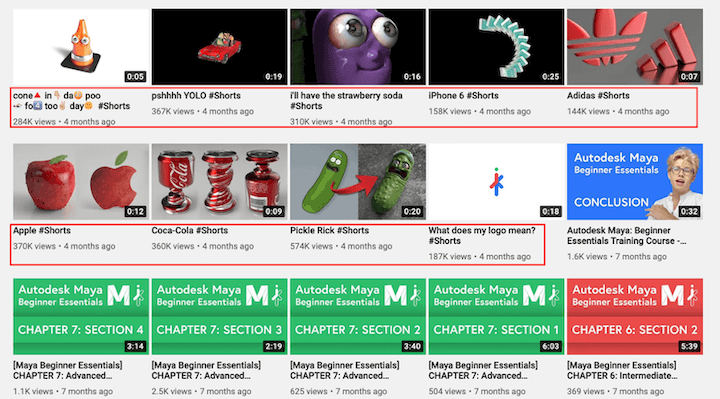 0:05
0:19
0:16
0:25
0:07
cone🔺 in👇🏼 da😳 poo
#Shorts
284K views • 4 months ago
pshhhh YOLO #Shorts
367K views • 4 months ago
i'll have the strawberry soda
#Shorts
310K views • 4 months ago
iPhone 6 #Shorts
158K views • 4 months ago
Adidas #Shorts
144K views • 4 months ago
Coca-Cola
0:12
0:09
0:20
0:18
Autodesk Maya
Beginner Essentials
CONCLUSION
0:32
Apple #Shorts
370K views • 4 months ago
Coca-Cola #Shorts
360K views • 4 months ago
Pickle Rick #Shorts
574K views • 4 months ago
What does my logo mean?
#Shorts
187K views • 4 months ago
Autodesk Maya: Beginner
Essentials Training Course -...
1.6K views • 7 months ago
Autodesk Maya
Beginner Essentials
M
CHAPTER 7: SECTION 4
3:14
Autodesk Maya
Beginner Essentials
M
CHAPTER 7: SECTION 3
2:19
Autodesk Maya
Beginner Essentials
M
CHAPTER 7: SECTION 2
3:40
Autodesk Maya
Beginner Essentials
M
CHAPTER 7: SECTION 1
6:03
Autodesk Maya
Beginner Essentials
M
CHAPTER 6: SECTION 2
5:39
[Maya Beginner Essentials]
CHAPTER 7: Advanced...
1.1K views • 7 months ago
[Maya Beginner Essentials]
CHAPTER 7: Advanced...
2.5K views • 7 months ago
[Maya Beginner Essentials]
CHAPTER 7: Advanced...
625 views • 7 months ago
[Maya Beginner Essentials]
CHAPTER 7: Advanced...
504 views • 7 months ago
[Maya Beginner Essentials]
CHAPTER 6: Intermediate...
369 views • 7 months ago